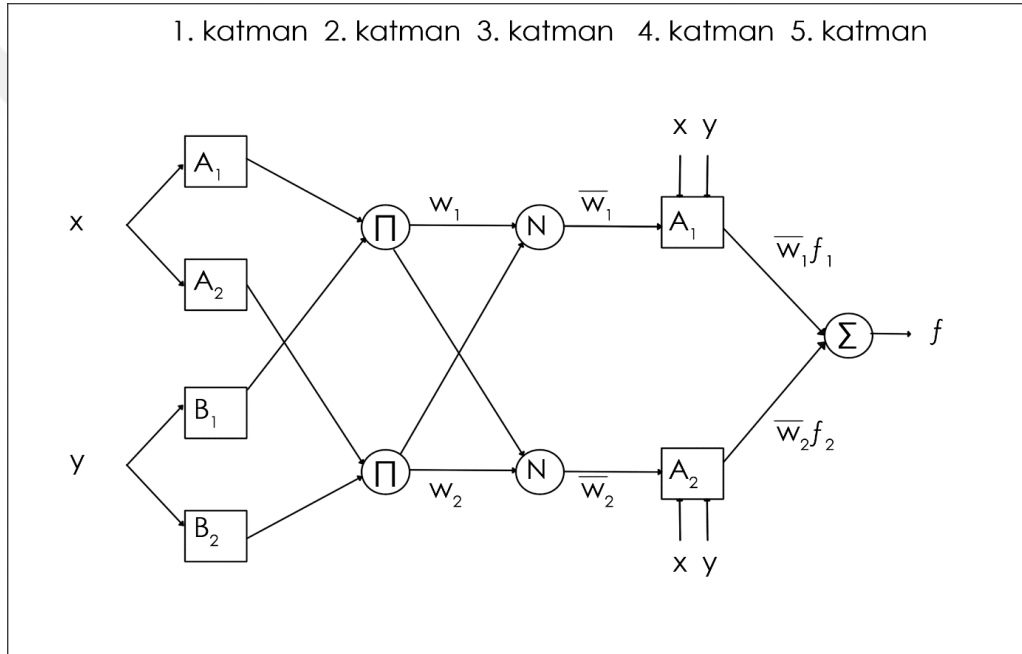 1. katman 2. katman 3. katman 4. katman 5. katman
x y
A₁
x
w₁
w̅₁
∏
N
A₁
w̅₁f₁
A₂
∑
f
B₁
w̅₂f₂
y
∏
N
A₂
w₂
w̅₂
B₂
x y